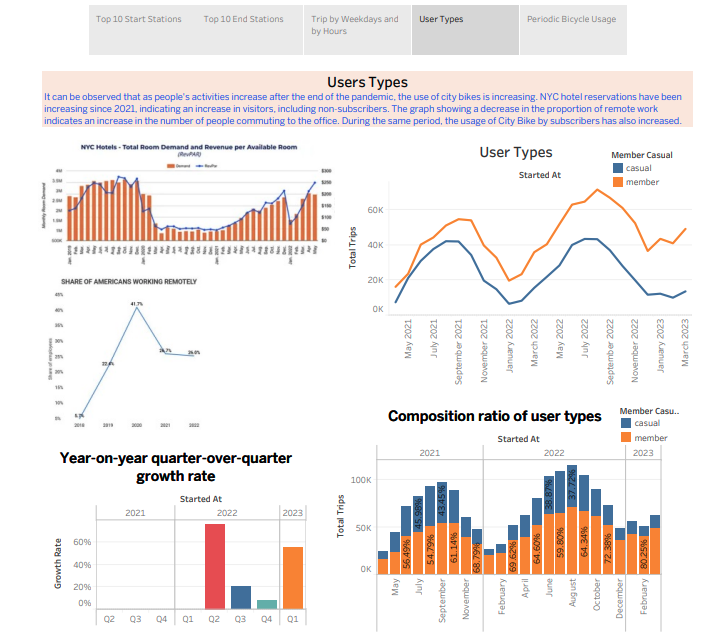 Top 10 Start Stations
Top 10 End Stations
Trip by Weekdays and
by Hours
User Types
Periodic Bicycle Usage
Users Types
It can be observed that as people's activities increase after the end of the pandemic, the use of city bikes is increasing. NYC hotel reservations have been
increasing since 2021, indicating an increase in visitors, including non-subscribers. The graph showing a decrease in the proportion of remote work
indicates an increase in the number of people commuting to the office. During the same period, the usage of City Bike by subscribers has also increased.
NYC Hotels - Total Room Demand and Revenue per Available Room
(RevPAR)
Demand
RevPar
Monthly Room Demand
4M
3.5M
3.0M
2.5M
2M
1.5M
1M
500K
$300
$250
$200
$150
$100
$50
$0
SHARE OF AMERICANS WORKING REMOTELY
Share of employees
45%
40%
35%
30%
25%
20%
15%
10%
5%
0%
41.7%
26.7%
25.0%
2018
2019
2020
2021
2022
User Types
Started At
Member Casual
casual
member
Total Trips
60K
40K
20K
0K
May 2021
July 2021
September 2021
November 2021
January 2022
March 2022
May 2022
July 2022
September 2022
November 2022
January 2023
March 2023
Year-on-year quarter-over-quarter
growth rate
Started At
2021
2022
2023
Growth Rate
60%
40%
20%
0%
Q2
Q3
Q4
Q1
Q2
Q3
Q4
Q1
Composition ratio of user types
Member Casu..
casual
member
Started At
2021
2022
2023
Total Trips
100K
50K
0K
56.49%
45.98%
54.79%
43.45%
61.14%
68.79%
69.62%
64.60%
38.87%
59.80%
37.72%
64.34%
72.38%
80.25%
May
July
September
November
February
April
June
August
October
December
February